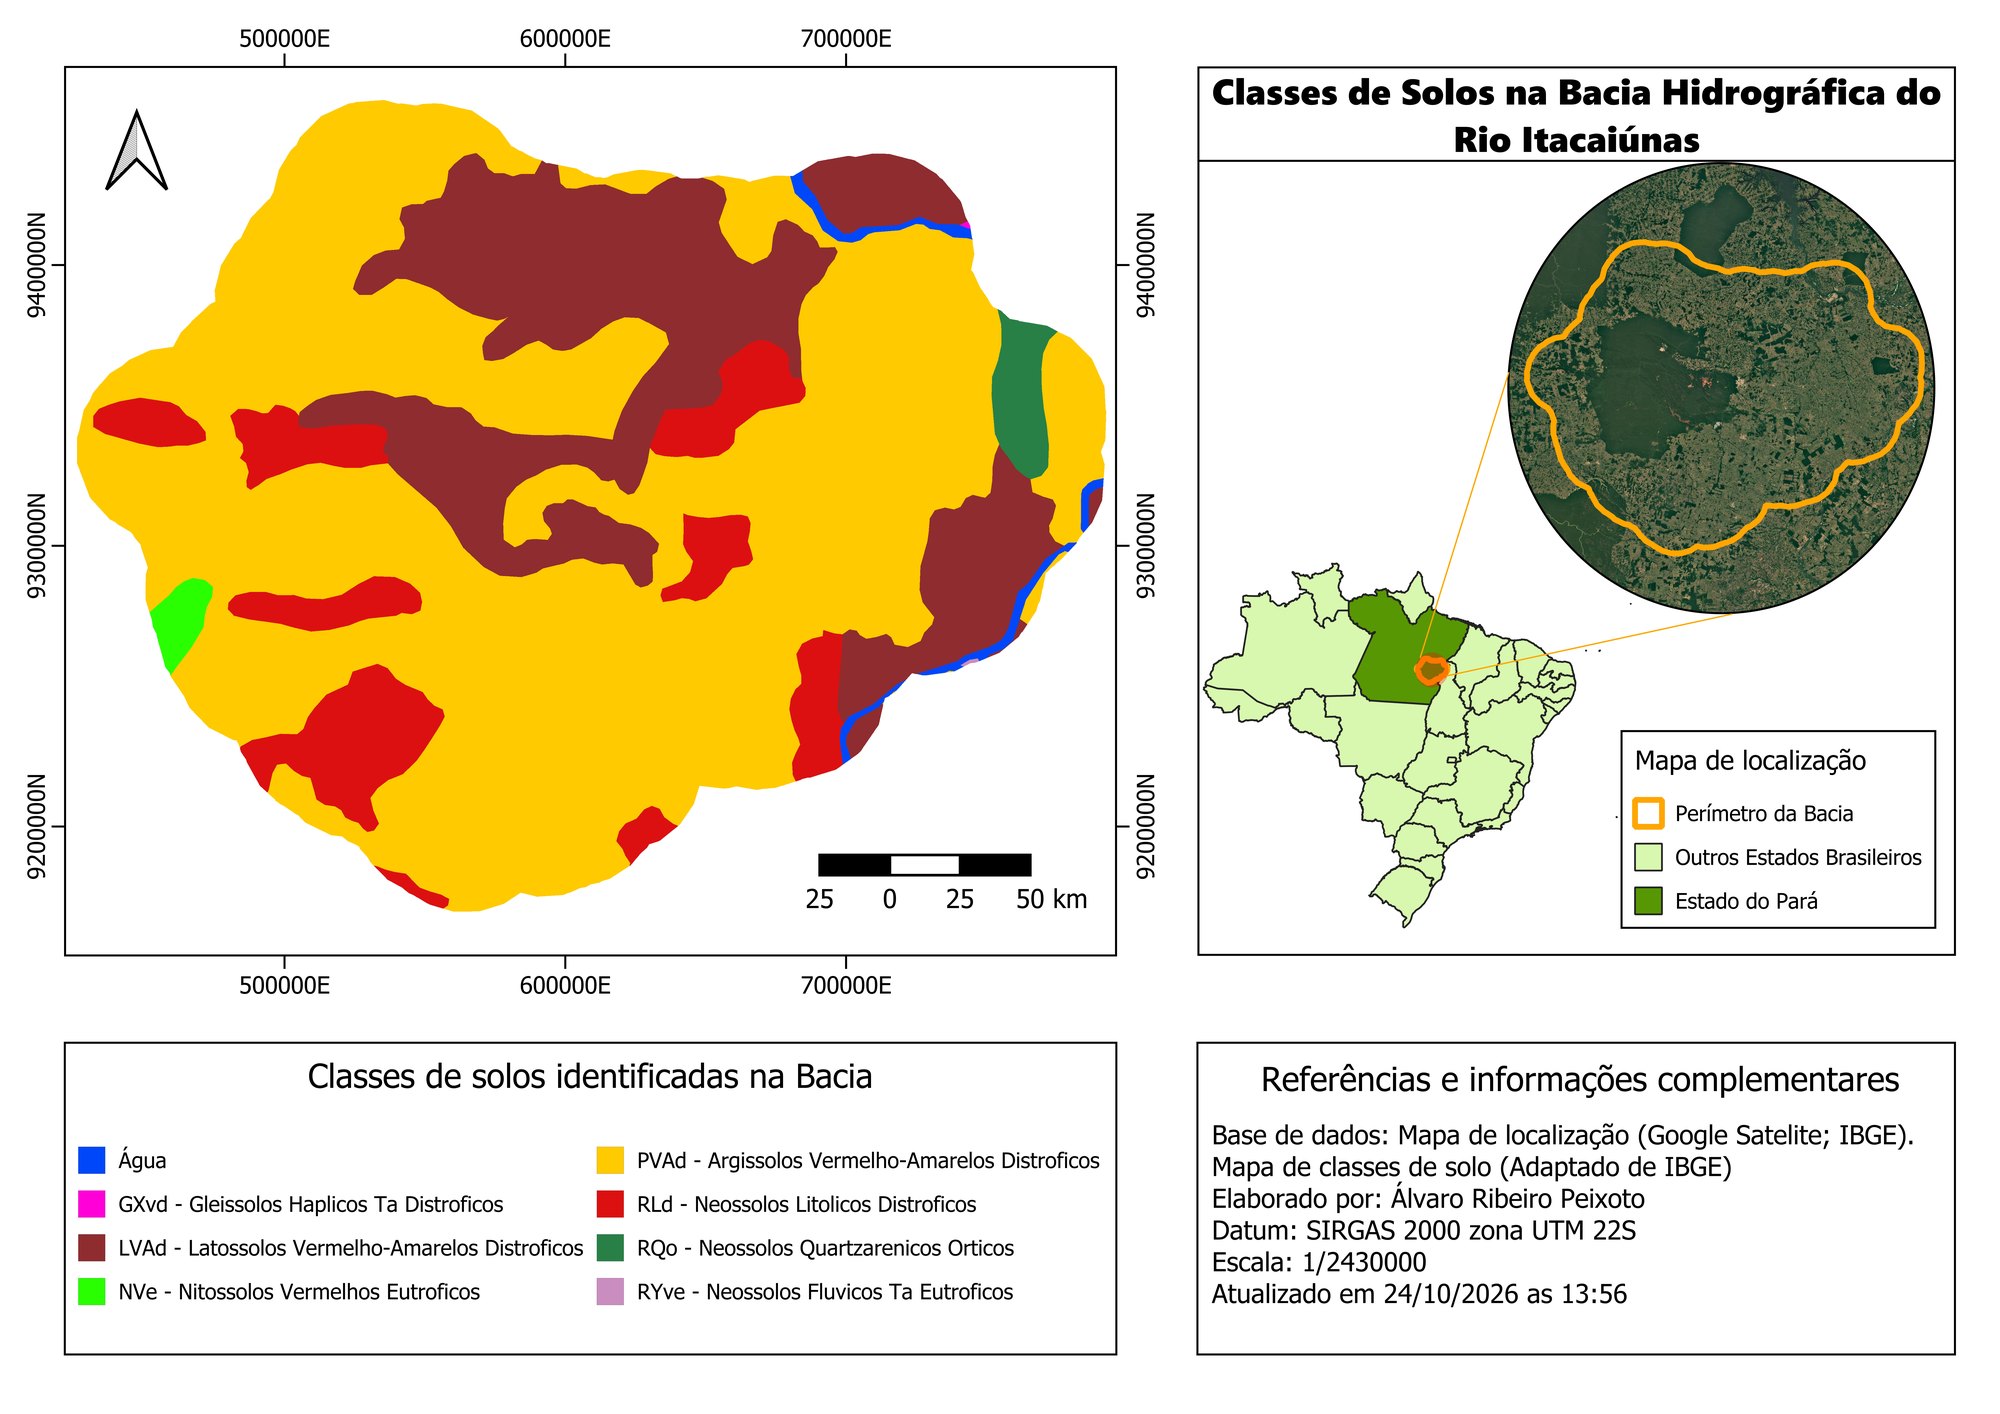 500000E 600000E 700000E
9400000N 9300000N 9200000N
9400000N 9300000N 9200000N
25 0 25 50 km
500000E 600000E 700000E
Classes de Solos na Bacia Hidrográfica do
Rio Itacaiúnas
Mapa de localização
Perímetro da Bacia
Outros Estados Brasileiros
Estado do Pará
Classes de solos identificadas na Bacia
Água
GXvd - Gleissolos Haplicos Ta Distroficos
LVAd - Latossolos Vermelho-Amarelos Distroficos
NVe - Nitossolos Vermelhos Eutroficos
PVAd - Argissolos Vermelho-Amarelos Distroficos
RLd - Neossolos Litolicos Distroficos
RQo - Neossolos Quartzarenicos Orticos
RYve - Neossolos Fluvicos Ta Eutroficos
Referências e informações complementares
Base de dados: Mapa de localização (Google Satelite; IBGE).
Mapa de classes de solo (Adaptado de IBGE)
Elaborado por: Álvaro Ribeiro Peixoto
Datum: SIRGAS 2000 zona UTM 22S
Escala: 1/2430000
Atualizado em 24/10/2026 as 13:56